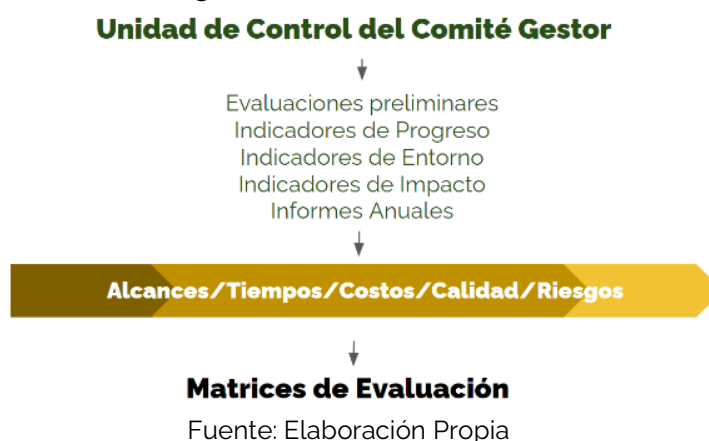 Unidad de Control del Comité Gestor
Evaluaciones preliminares
Indicadores de Progreso
Indicadores de Entorno
Indicadores de Impacto
Informes Anuales
Alcances/Tiempos/Costos/Calidad/Riesgos
Matrices de Evaluación
Fuente: Elaboración Propia